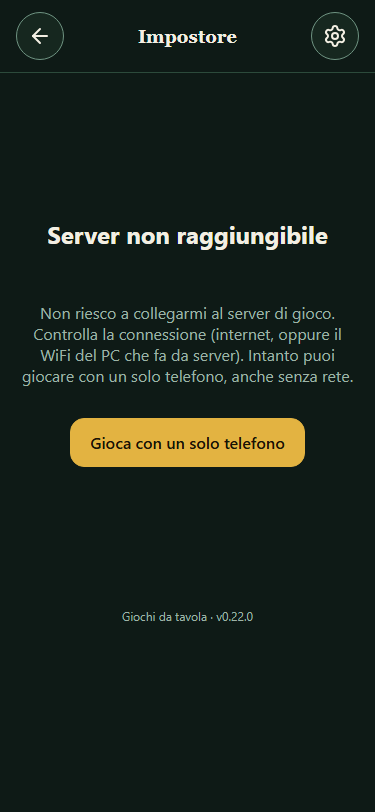 Impostore
Server non raggiungibile
Non riesco a collegarmi al server di gioco.
Controlla la connessione (internet, oppure il
WiFi del PC che fa da server). Intanto puoi
giocare con un solo telefono, anche senza rete.
Gioca con un solo telefono
Giochi da tavola · v0.22.0